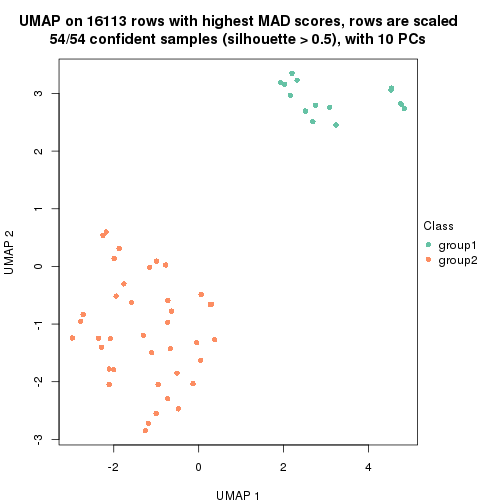 UMAP on 16113 rows with highest MAD scores, rows are scaled
54/54 confident samples (silhouette > 0.5), with 10 PCs
3
2
1
0
-1
-2
-3
UMAP 2
-2
0
2
4
UMAP 1
Class
group1
group2